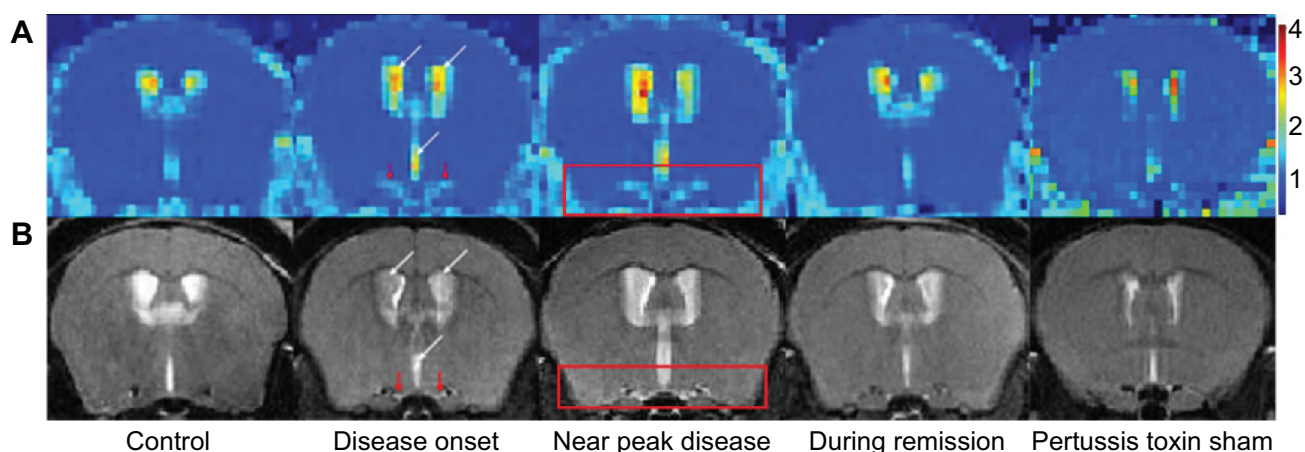 A
4
3
2
1
B
Control
Disease onset
Near peak disease
During remission
Pertussis toxin sham